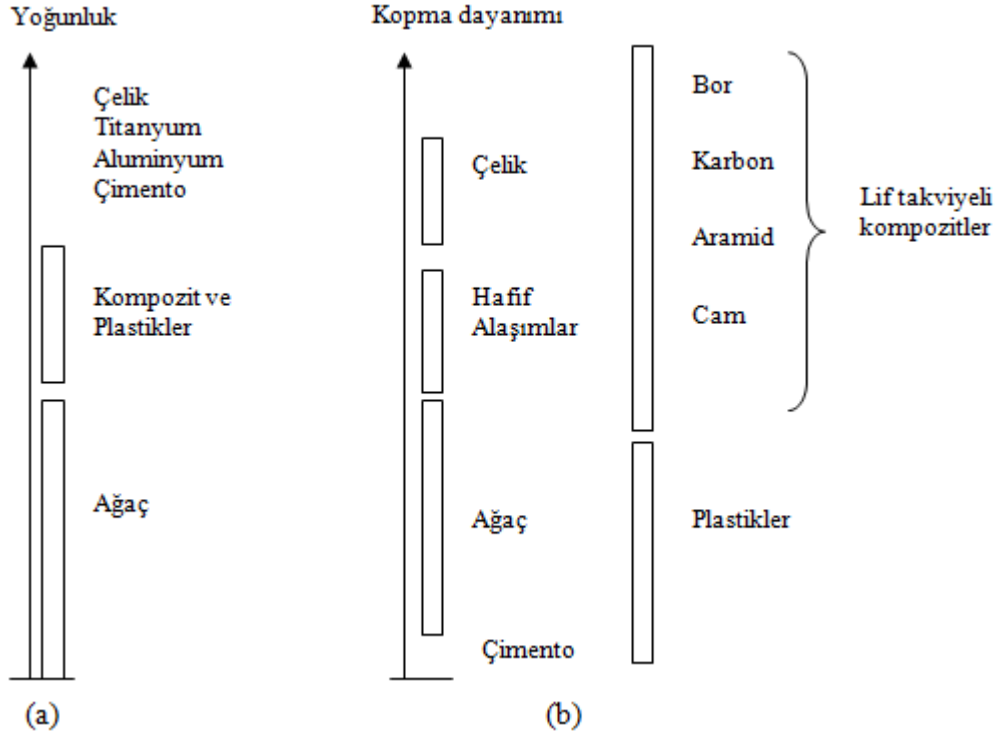 Yoğunluk
Çelik
Titanyum
Aluminyum
Çimento
Kompozit ve
Plastikler
Ağaç
(a)
Kopma dayanımı
Çelik
Hafif
Alaşımlar
Ağaç
Çimento
Bor
Karbon
Aramid
Cam
Lif takviyeli
kompozitler
Plastikler
(b)